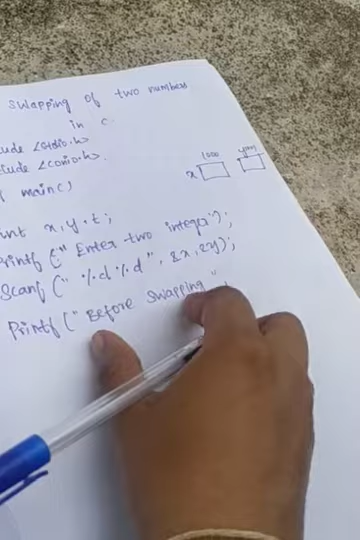 swapping of two numbers
in c.
ude <stdio.h>
clude <conio.h>
main()
1000
x
int x, y, t;
Printf (" Enter two integer");
Scanf (" %d %d ", &x, &y);
Printf (" Before Swapping "